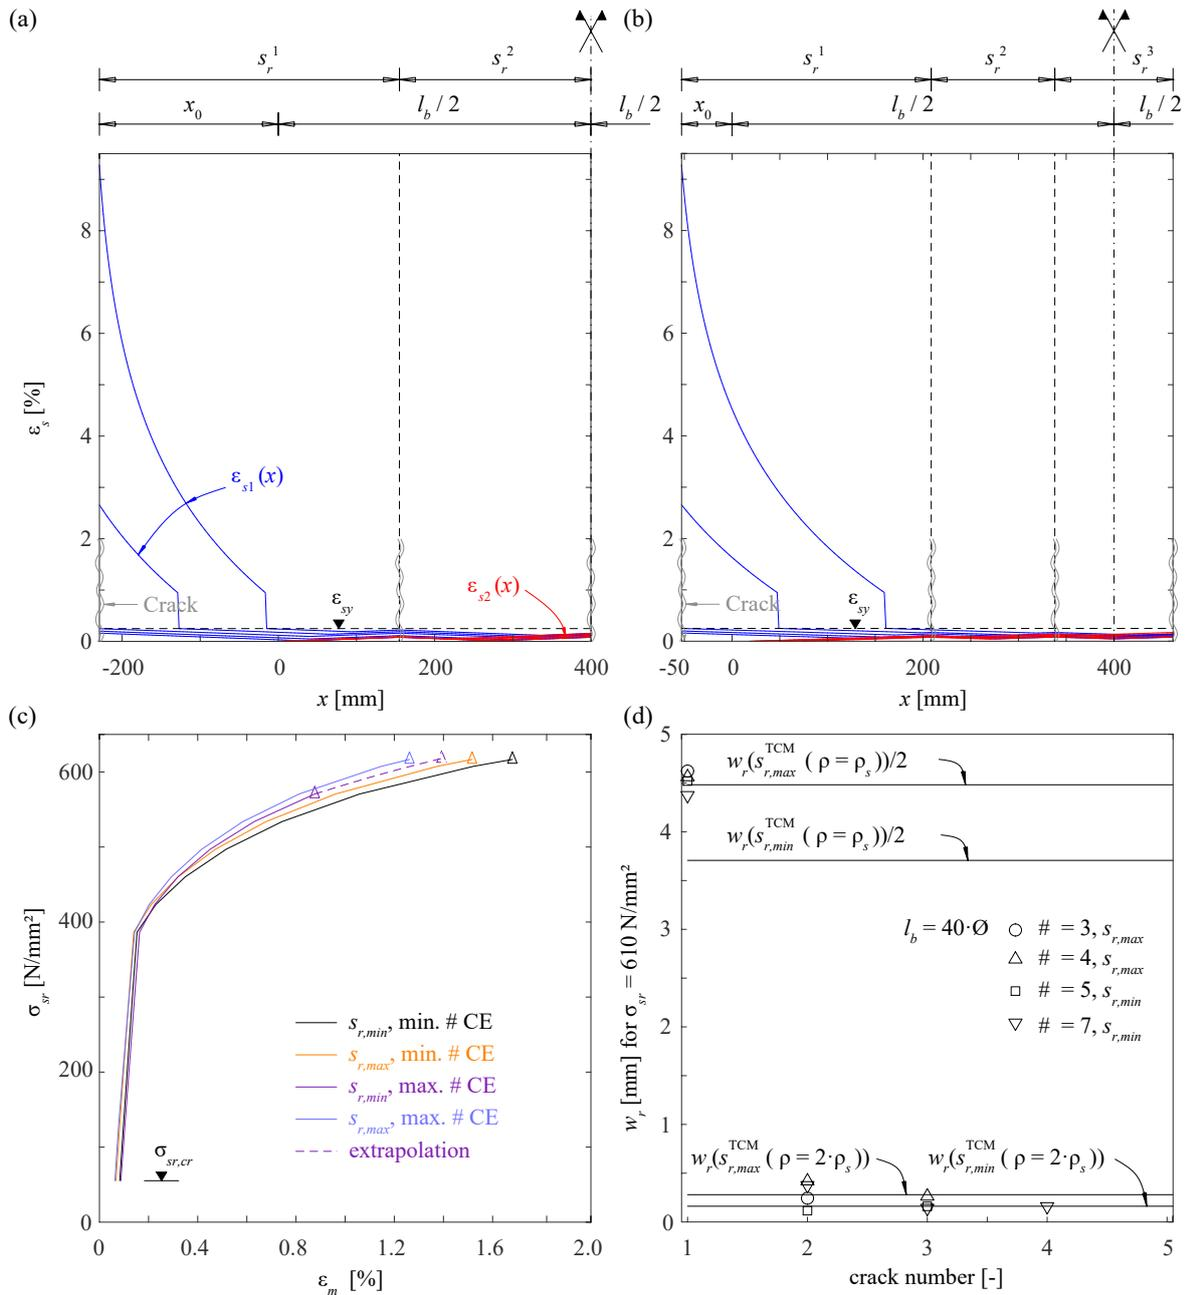 (a)
s_r^1
s_r^2
x_0
l_b / 2
l_b / 2
8
6
4
2
0
ε_s [%]
ε_s1 (x)
ε_s2 (x)
ε_sy
Crack
-200
0
200
400
x [mm]
(b)
s_r^1
s_r^2
s_r^3
x_0
l_b / 2
l_b / 2
8
6
4
2
0
ε_sy
Crack
-50
0
200
400
x [mm]
(c)
600
400
200
0
σ_sr [N/mm²]
s_r,min, min. # CE
s_r,max, min. # CE
s_r,min, max. # CE
s_r,max, max. # CE
extrapolation
σ_sr,cr
0
0.4
0.8
1.2
1.6
2.0
ε_m [%]
(d)
5
4
3
2
1
0
w_r [mm] for σ_sr = 610 N/mm²
w_r(s_r,max^TCM ( ρ = ρ_s))/2
w_r(s_r,min^TCM ( ρ = ρ_s))/2
l_b = 40·Ø
# = 3, s_r,max
# = 4, s_r,max
# = 5, s_r,min
# = 7, s_r,min
w_r(s_r,max^TCM ( ρ = 2·ρ_s))
w_r(s_r,min^TCM ( ρ = 2·ρ_s))
1
2
3
4
5
crack number [-]